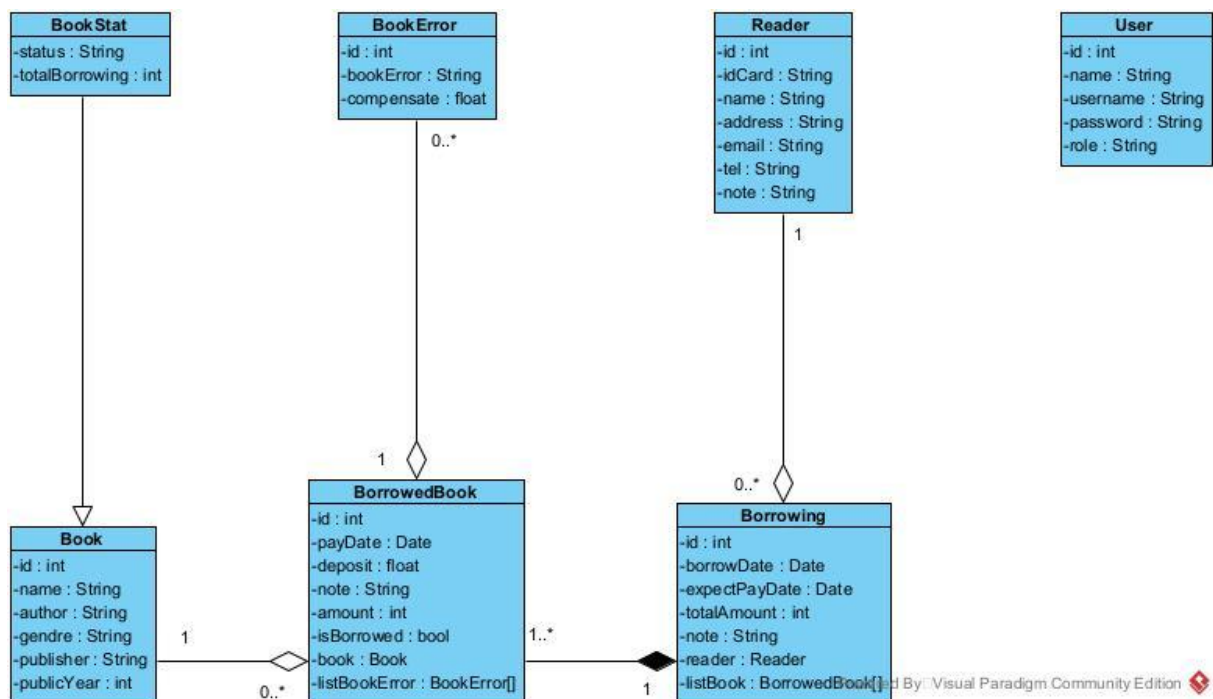 BookStat
-status : String
-totalBorrowing : int
BookError
-id : int
-bookError : String
-compensate : float
0..*
Reader
-id : int
-idCard : String
-name : String
-address : String
-email : String
-tel : String
-note : String
1
User
-id : int
-name : String
-username : String
-password : String
-role : String
1
BorrowedBook
-id : int
-payDate : Date
-deposit : float
-note : String
-amount : int
-isBorrowed : bool
-book : Book
-listBookError : BookError[]
0..*
Borrowing
-id : int
-borrowDate : Date
-expectPayDate : Date
-totalAmount : int
-note : String
-reader : Reader
-listBook : BorrowedBook[]
Book
-id : int
-name : String
-author : String
-gendre : String
-publisher : String
-publicYear : int
1
0..*
1..*
1
By Visual Paradigm Community Edition